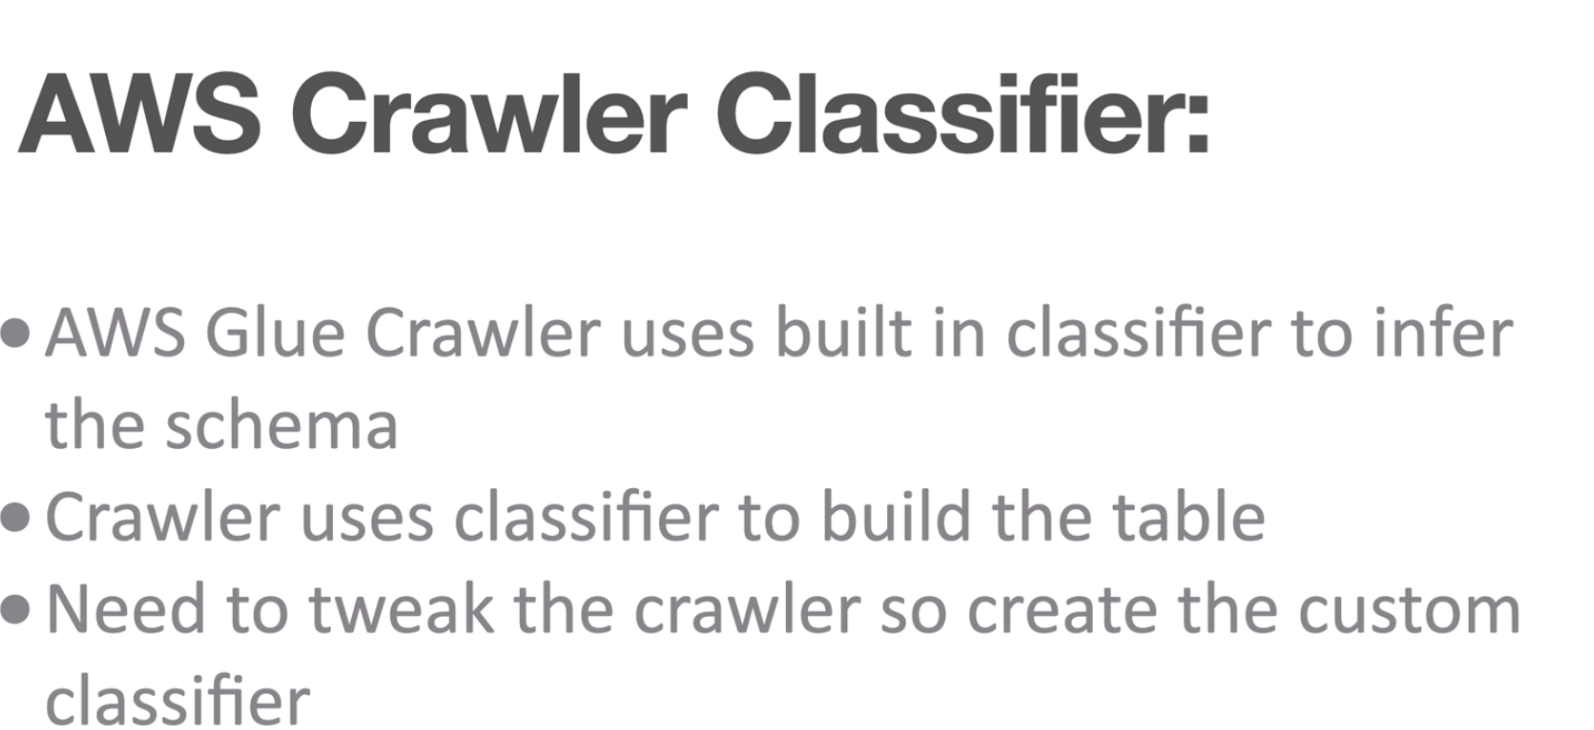 AWS Crawler Classifier:
• AWS Glue Crawler uses built in classifier to infer
the schema
• Crawler uses classifier to build the table
• Need to tweak the crawler so create the custom
classifier